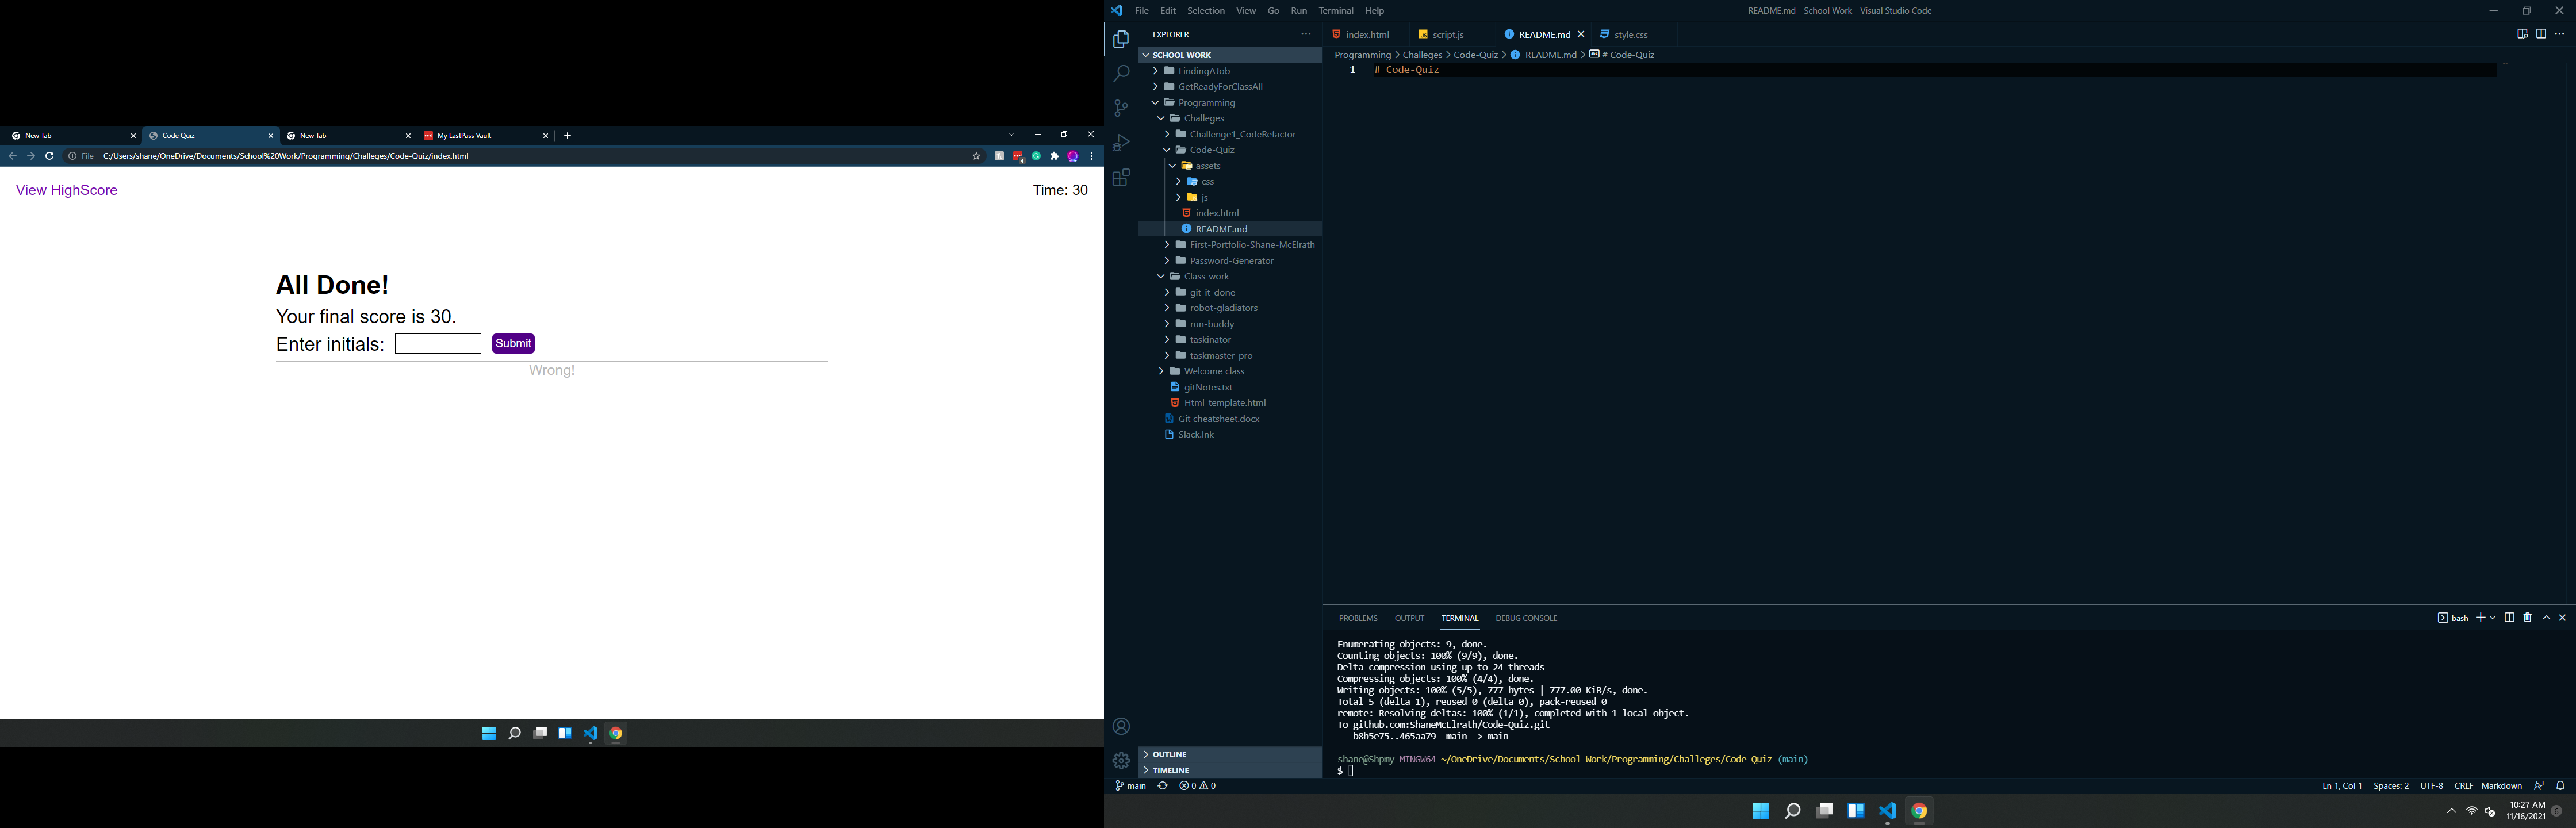 New Tab
Code Quiz
New Tab
My LastPass Vault
File
C:/Users/shane/OneDrive/Documents/School%20Work/Programming/Challeges/Code-Quiz/index.html
View HighScore
Time: 30
All Done!
Your final score is 30.
Enter initials:
Submit
Wrong!
File Edit Selection View Go Run Terminal Help
README.md - School Work - Visual Studio Code
EXPLORER
SCHOOL WORK
FindingAJob
GetReadyForClassAll
Programming
Challeges
Challenge1_CodeRefactor
Code-Quiz
assets
css
js
index.html
README.md
First-Portfolio-Shane-McElrath
Password-Generator
Class-work
git-it-done
robot-gladiators
run-buddy
taskinator
taskmaster-pro
Welcome class
gitNotes.txt
Html_template.html
Git cheatsheet.docx
Slack.lnk
OUTLINE
TIMELINE
index.html
script.js
README.md
style.css
Programming > Challeges > Code-Quiz > README.md > # Code-Quiz
1 # Code-Quiz
PROBLEMS OUTPUT TERMINAL DEBUG CONSOLE
bash
Enumerating objects: 9, done.
Counting objects: 100% (9/9), done.
Delta compression using up to 24 threads
Compressing objects: 100% (4/4), done.
Writing objects: 100% (5/5), 777 bytes | 777.00 KiB/s, done.
Total 5 (delta 1), reused 0 (delta 0), pack-reused 0
remote: Resolving deltas: 100% (1/1), completed with 1 local object.
To github.com:ShaneMcElrath/Code-Quiz.git
b8b5e75..465aa79 main -> main
shane@Shpmy MINGW64 ~/OneDrive/Documents/School Work/Programming/Challeges/Code-Quiz (main)
$
main
0 0
Ln 1, Col 1 Spaces: 2 UTF-8 CRLF Markdown
10:27 AM
11/16/2021